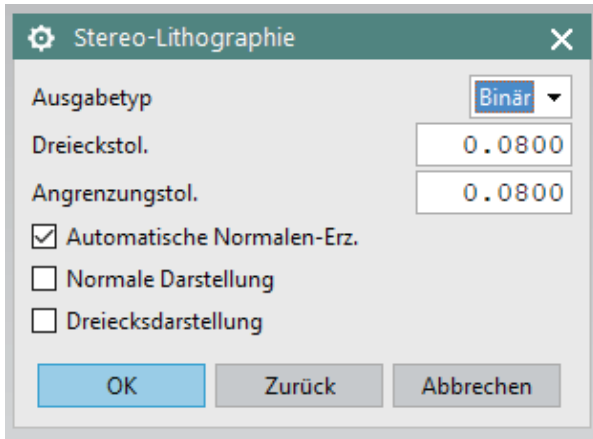 Stereo-Lithographie
Ausgabetyp Binär
Dreieckstol. 0.0800
Angrenzungstol. 0.0800
Automatische Normalen-Erz.
Normale Darstellung
Dreiecksdarstellung
OK Zurück Abbrechen